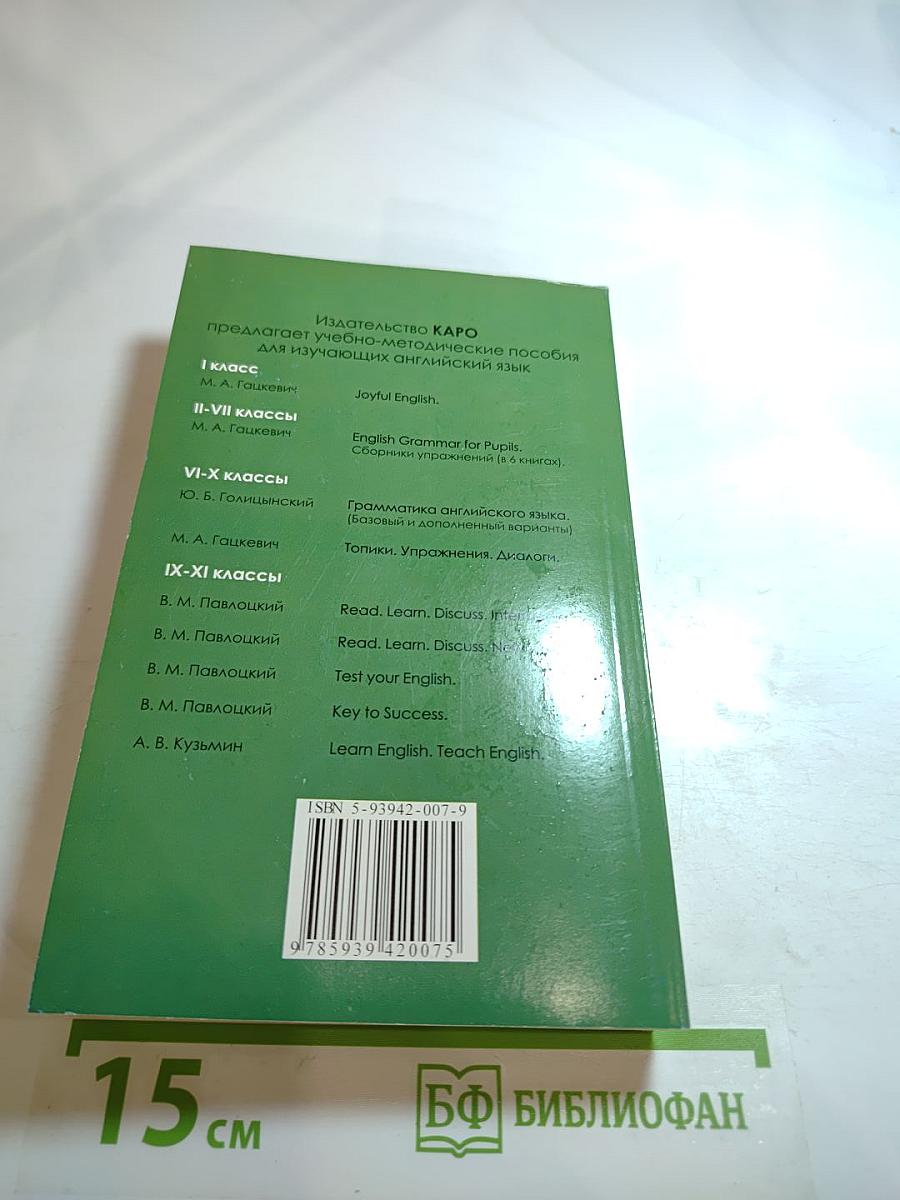 Издательство КАРО
предлагает учебно-методические пособия
для изучающих английский язык
I класс
М. А. Гацкевич Joyful English.
II-VII классы
М. А. Гацкевич English Grammar for Pupils.
Сборники упражнений (в 6 книгах).
VI-X классы
Ю. Б. Голицынский Грамматика английского языка.
(Базовый и дополненный варианты)
М. А. Гацкевич Топики. Упражнения. Диалоги.
IX-XI классы
В. М. Павлоцкий Read. Learn. Discuss.
В. М. Павлоцкий Read. Learn. Discuss.
В. М. Павлоцкий Test your English.
В. М. Павлоцкий Key to Success.
А. В. Кузьмин Learn English. Teach English.
ISBN 5-93942-007-9
9 785939 420075
15 см
БФ БИБЛИОФАН